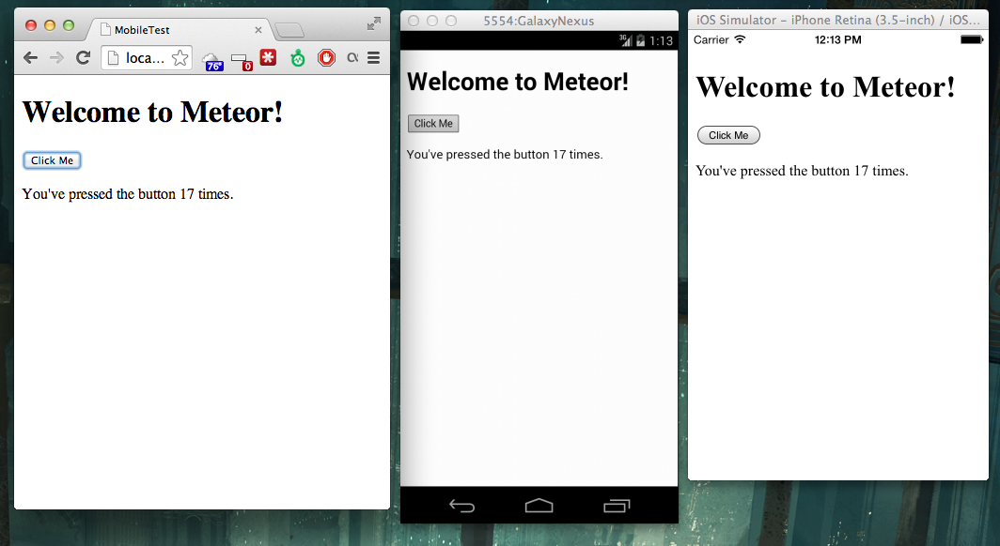 MobileTest
loca...
76°
0
Welcome to Meteor!
Click Me
You've pressed the button 17 times.
5554:GalaxyNexus
3G
1:13
Welcome to Meteor!
Click Me
You've pressed the button 17 times.
iOS Simulator – iPhone Retina (3.5-inch) / iOS...
Carrier
12:13 PM
Welcome to Meteor!
Click Me
You've pressed the button 17 times.